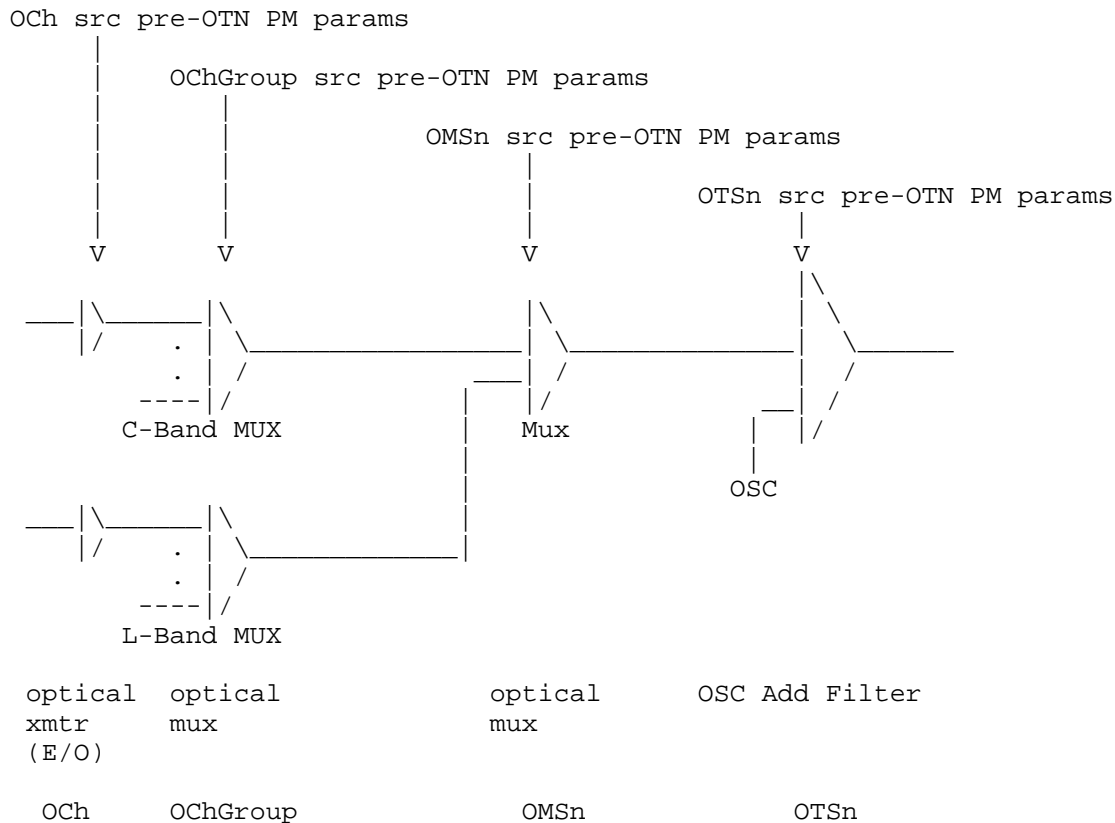 OCh src pre-OTN PM params
OChGroup src pre-OTN PM params
OMSn src pre-OTN PM params
OTSn src pre-OTN PM params
V V V V
C-Band MUX Mux
OSC
L-Band MUX
optical optical optical OSC Add Filter
xmtr mux mux
(E/O)
OCh OChGroup OMSn OTSn